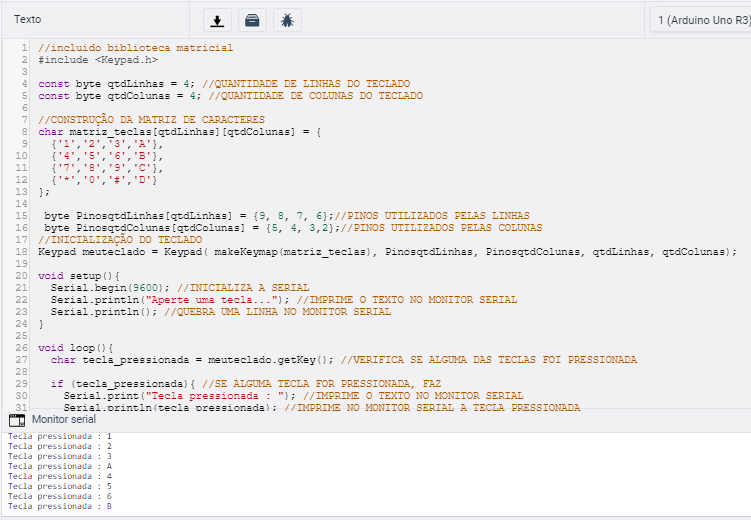 Texto
1 (Arduino Uno R3)
1 //incluido biblioteca matricial
2 #include <Keypad.h>
3
4 const byte qtdLinhas = 4; //QUANTIDADE DE LINHAS DO TECLADO
5 const byte qtdColunas = 4; //QUANTIDADE DE COLUNAS DO TECLADO
6
7 //CONSTRUÇÃO DA MATRIZ DE CARACTERES
8 char matriz_teclas[qtdLinhas][qtdColunas] = {
9 {'1','2','3','A'},
10 {'4','5','6','B'},
11 {'7','8','9','C'},
12 {'*','0','#','D'}
13 };
14
15 byte PinosqtdLinhas[qtdLinhas] = {9, 8, 7, 6};//PINOS UTILIZADOS PELAS LINHAS
16 byte PinosqtdColunas[qtdColunas] = {5, 4, 3,2};//PINOS UTILIZADOS PELAS COLUNAS
17 //INICIALIZAÇÃO DO TECLADO
18 Keypad meuteclado = Keypad( makeKeymap(matriz_teclas), PinosqtdLinhas, PinosqtdColunas, qtdLinhas, qtdColunas);
19
20 void setup(){
21 Serial.begin(9600); //INICIALIZA A SERIAL
22 Serial.println("Aperte uma tecla..."); //IMPRIME O TEXTO NO MONITOR SERIAL
23 Serial.println(); //QUEBRA UMA LINHA NO MONITOR SERIAL
24 }
25
26 void loop(){
27 char tecla_pressionada = meuteclado.getKey(); //VERIFICA SE ALGUMA DAS TECLAS FOI PRESSIONADA
28
29 if (tecla_pressionada){ //SE ALGUMA TECLA FOR PRESSIONADA, FAZ
30 Serial.print("Tecla pressionada : "); //IMPRIME O TEXTO NO MONITOR SERIAL
31 Serial.println(tecla_pressionada); //IMPRIME NO MONITOR SERIAL A TECLA PRESSIONADA
Monitor serial
Tecla pressionada : 1
Tecla pressionada : 2
Tecla pressionada : 3
Tecla pressionada : A
Tecla pressionada : 4
Tecla pressionada : 5
Tecla pressionada : 6
Tecla pressionada : B